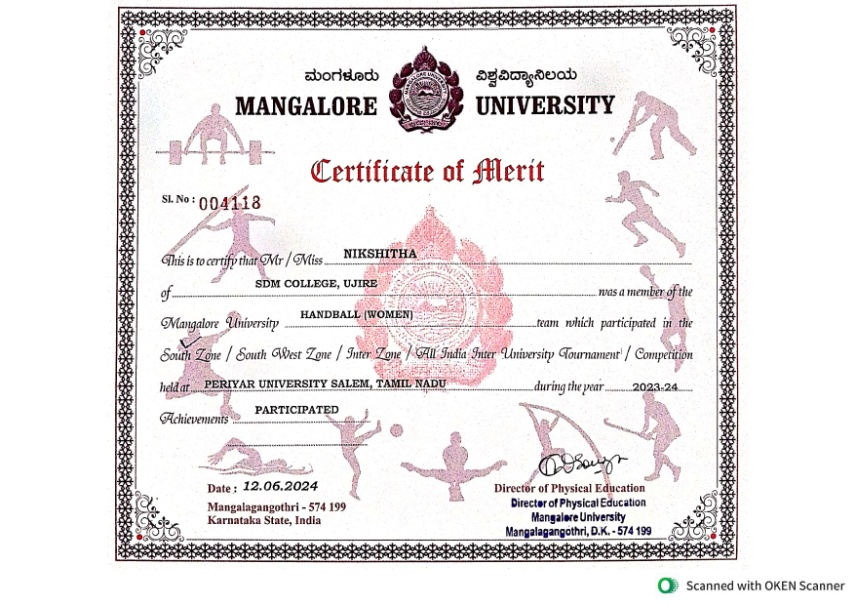 ಮಂಗಳೂರು ವಿಶ್ವವಿದ್ಯಾನಿಲಯ
MANGALORE UNIVERSITY
Certificate of Merit
Sl. No : 004118
This is to certify that Mr / Miss NIKSHITHA
of SDM COLLEGE, UJIRE was a member of the
Mangalore University HANDBALL (WOMEN) team which participated in the
South Zone / South West Zone / Inter Zone / All India Inter University Tournament / Competition
held at PERIYAR UNIVERSITY SALEM, TAMIL NADU during the year 2023-24
Achievements PARTICIPATED
Date : 12.06.2024
Mangalagangothri - 574 199
Karnataka State, India
Director of Physical Education
Director of Physical Education
Mangalore University
Mangalagangothri, D.K. - 574 199
Scanned with OKEN Scanner